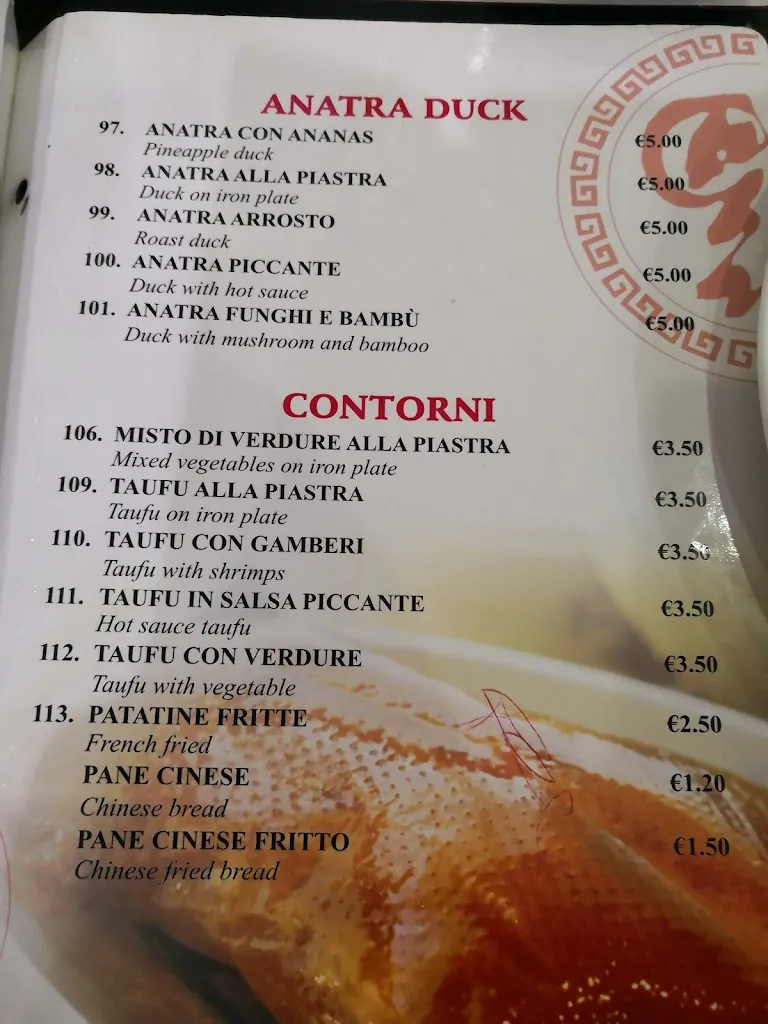 ANATRA DUCK
97. ANATRA CON ANANAS €5.00
Pineapple duck
98. ANATRA ALLA PIASTRA €5.00
Duck on iron plate
99. ANATRA ARROSTO €5.00
Roast duck
100. ANATRA PICCANTE €5.00
Duck with hot sauce
101. ANATRA FUNGHI E BAMBÙ €5.00
Duck with mushroom and bamboo
CONTORNI
106. MISTO DI VERDURE ALLA PIASTRA €3.50
Mixed vegetables on iron plate
109. TAUFU ALLA PIASTRA €3.50
Taufu on iron plate
110. TAUFU CON GAMBERI €3.50
Taufu with shrimps
111. TAUFU IN SALSA PICCANTE €3.50
Hot sauce taufu
112. TAUFU CON VERDURE €3.50
Taufu with vegetable
113. PATATINE FRITTE €2.50
French fried
PANE CINESE €1.20
Chinese bread
PANE CINESE FRITTO €1.50
Chinese fried bread